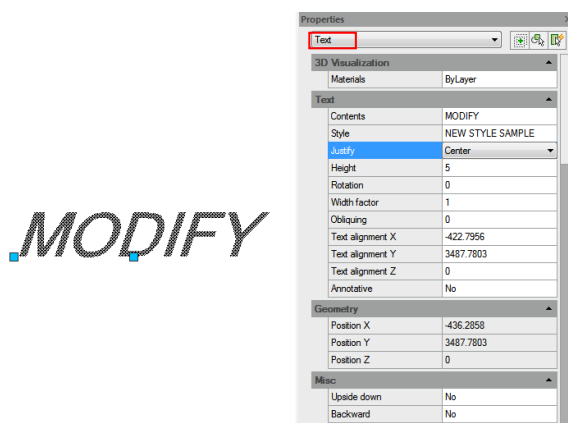 Properties
Text
3D Visualization
Materials ByLayer
Text
Contents MODIFY
Style NEW STYLE SAMPLE
Justify Center
Height 5
Rotation 0
Width factor 1
Obliquing 0
Text alignment X -422.7956
Text alignment Y 3487.7803
Text alignment Z 0
Annotative No
Geometry
Position X -436.2858
Position Y 3487.7803
Position Z 0
Misc
Upside down No
Backward No
MODIFY